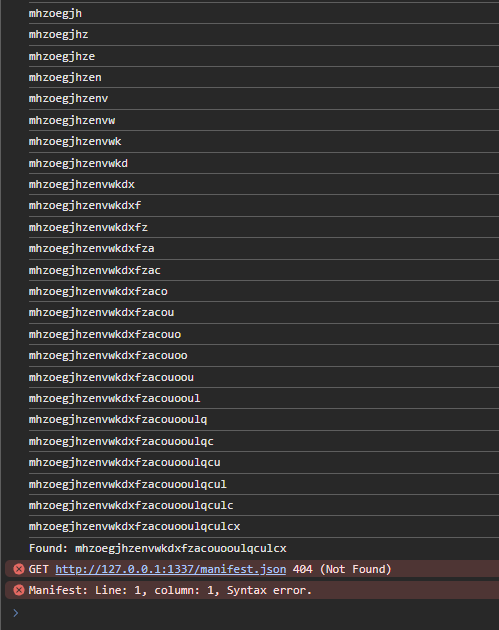 mhzoegjh
mhzoegjhz
mhzoegjhze
mhzoegjhzen
mhzoegjhzenv
mhzoegjhzenvw
mhzoegjhzenvwk
mhzoegjhzenvwkd
mhzoegjhzenvwkdx
mhzoegjhzenvwkdxf
mhzoegjhzenvwkdxfz
mhzoegjhzenvwkdxfza
mhzoegjhzenvwkdxfzac
mhzoegjhzenvwkdxfzaco
mhzoegjhzenvwkdxfzacou
mhzoegjhzenvwkdxfzacouo
mhzoegjhzenvwkdxfzacouoo
mhzoegjhzenvwkdxfzacouoou
mhzoegjhzenvwkdxfzacouooul
mhzoegjhzenvwkdxfzacouooulq
mhzoegjhzenvwkdxfzacouooulqc
mhzoegjhzenvwkdxfzacouooulqcu
mhzoegjhzenvwkdxfzacouooulqcul
mhzoegjhzenvwkdxfzacouooulqculc
mhzoegjhzenvwkdxfzacouooulqculcx
Found: mhzoegjhzenvwkdxfzacouooulqculcx
GET http://127.0.0.1:1337/manifest.json 404 (Not Found)
Manifest: Line: 1, column: 1, Syntax error.